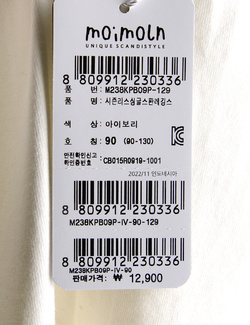 moimoln
UNIQUE SCANDISTYLE
8 809912 230336
품 번: M238KPB09P-129
품 명: 시즌리스싱글스판레깅스
색 상: 아이보리
호 칭: 90 (90-130)
안전확인신고
확인증번호 : CB015R0919-1001
2022/11 인도네시아
8 809912 230336
M238KPB09P-IV-90-129
8 809912 230336
M238KPB09P-IV-90
판매가격: ₩ 12,900